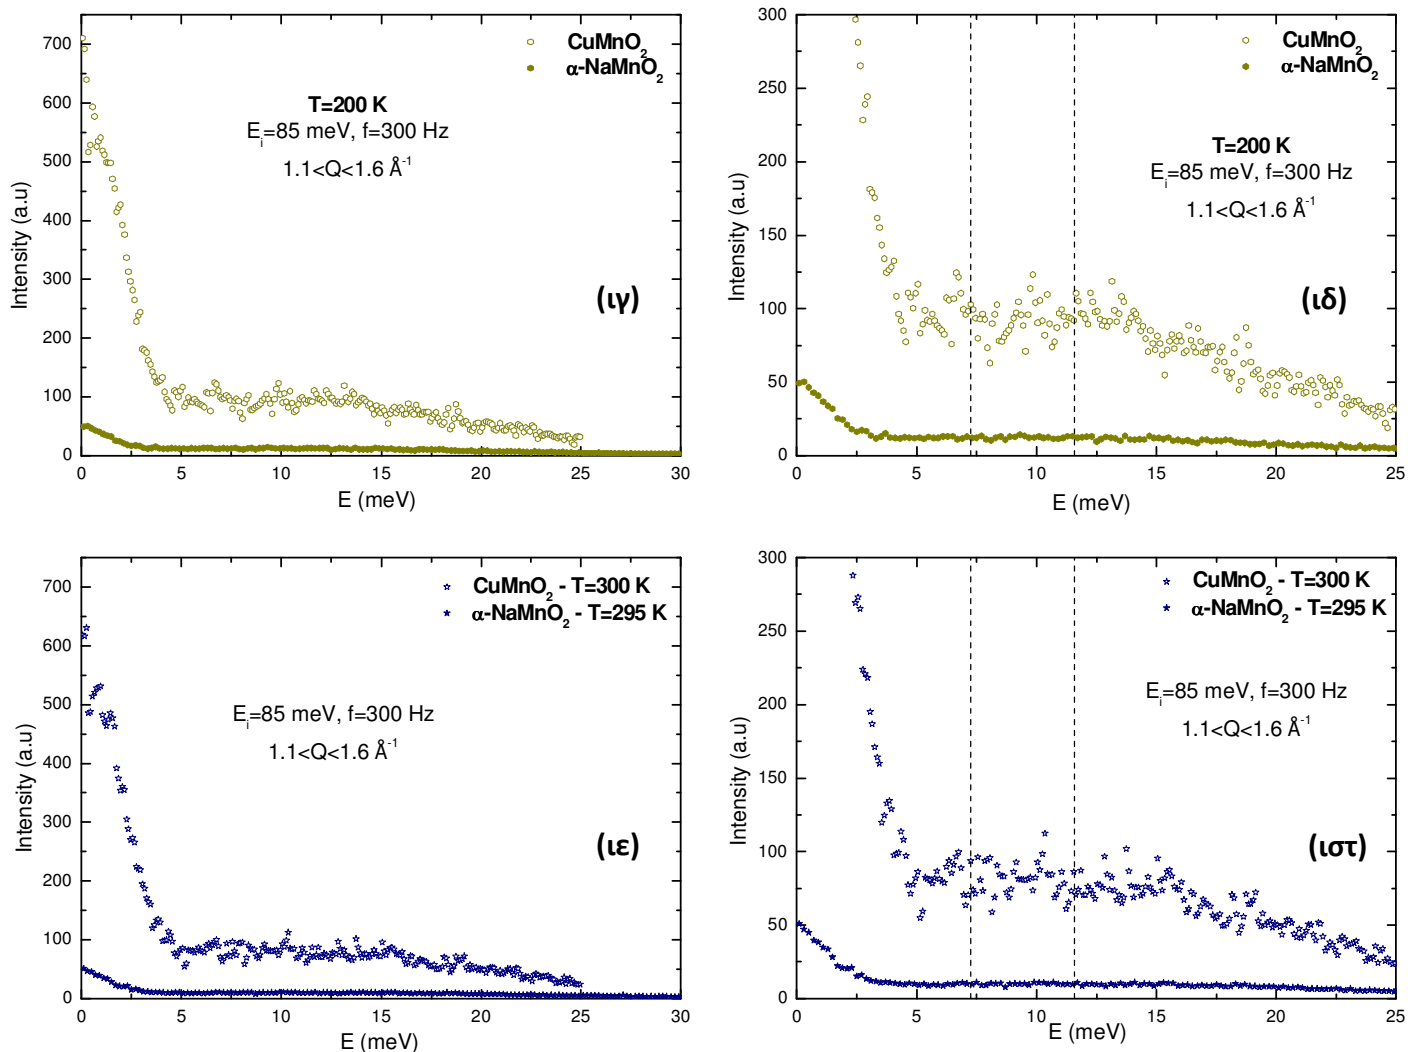 CuMnO₂
α-NaMnO₂
T=200 K
Eᵢ=85 meV, f=300 Hz
1.1<Q<1.6 Å⁻¹
(ιγ)
Intensity (a.u)
700
600
500
400
300
200
100
0
0 5 10 15 20 25 30
E (meV)
CuMnO₂
α-NaMnO₂
T=200 K
Eᵢ=85 meV, f=300 Hz
1.1<Q<1.6 Å⁻¹
(ιδ)
Intensity (a.u)
300
250
200
150
100
50
0
0 5 10 15 20 25
E (meV)
CuMnO₂ - T=300 K
α-NaMnO₂ - T=295 K
Eᵢ=85 meV, f=300 Hz
1.1<Q<1.6 Å⁻¹
(ιε)
Intensity (a.u)
700
600
500
400
300
200
100
0
0 5 10 15 20 25 30
E (meV)
CuMnO₂ - T=300 K
α-NaMnO₂ - T=295 K
Eᵢ=85 meV, f=300 Hz
1.1<Q<1.6 Å⁻¹
(ιστ)
Intensity (a.u)
300
250
200
150
100
50
0
0 5 10 15 20 25
E (meV)